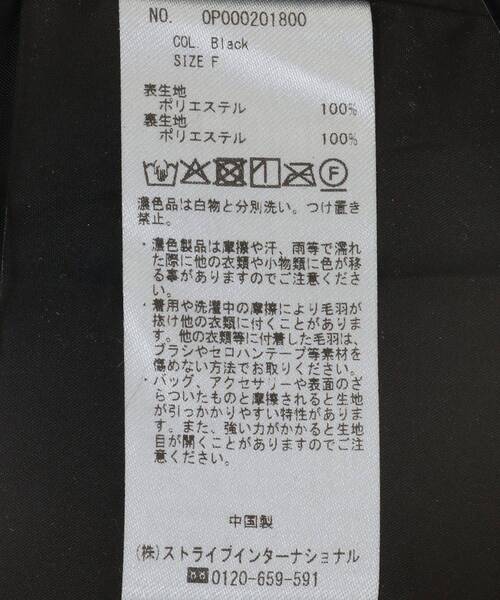 NO. OP000201800
COL. Black
SIZE F
表生地
ポリエステル 100%
裏生地
ポリエステル 100%
F
濃色品は白物と分別洗い。つけ置き
禁止。
・濃色製品は摩擦や汗、雨等で濡れ
た際に他の衣類や小物類に色が移
る事がありますのでご注意くださ
い。
・着用や洗濯中の摩擦により毛羽が
抜け他の衣類に付くことがありま
す。他の衣類等に付着した毛羽は、
ブラシやセロハンテープ等素材を
傷めない方法でお取りください。
・バッグ、アクセサリーや表面のざ
らついたものと摩擦されると生地
が引っかかりやすい特性がありま
す。また、強い力がかかると生地
目が開くことがありますのでご注
意ください。
中国製
(株)ストライプインターナショナル
0120-659-591